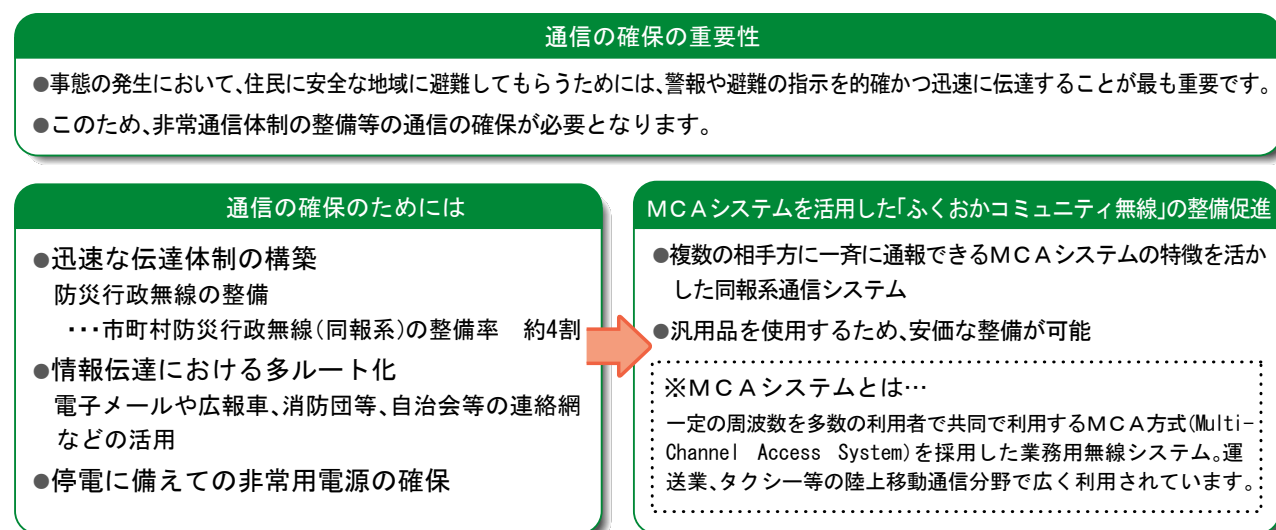 通信の確保の重要性
●事態の発生において、住民に安全な地域に避難してもらうためには、警報や避難の指示を的確かつ迅速に伝達することが最も重要です。
●このため、非常通信体制の整備等の通信の確保が必要となります。
通信の確保のためには
●迅速な伝達体制の構築
防災行政無線の整備
・・・市町村防災行政無線(同報系)の整備率　約4割
●情報伝達における多ルート化
電子メールや広報車、消防団等、自治会等の連絡網
などの活用
●停電に備えての非常用電源の確保
ＭＣＡシステムを活用した「ふくおかコミュニティ無線」の整備促進
●複数の相手方に一斉に通報できるＭＣＡシステムの特徴を活か
した同報系通信システム
●汎用品を使用するため、安価な整備が可能
※ＭＣＡシステムとは…
一定の周波数を多数の利用者で共同で利用するＭＣＡ方式(Multi-
Channel Access System)を採用した業務用無線システム。運
送業、タクシー等の陸上移動通信分野で広く利用されています。